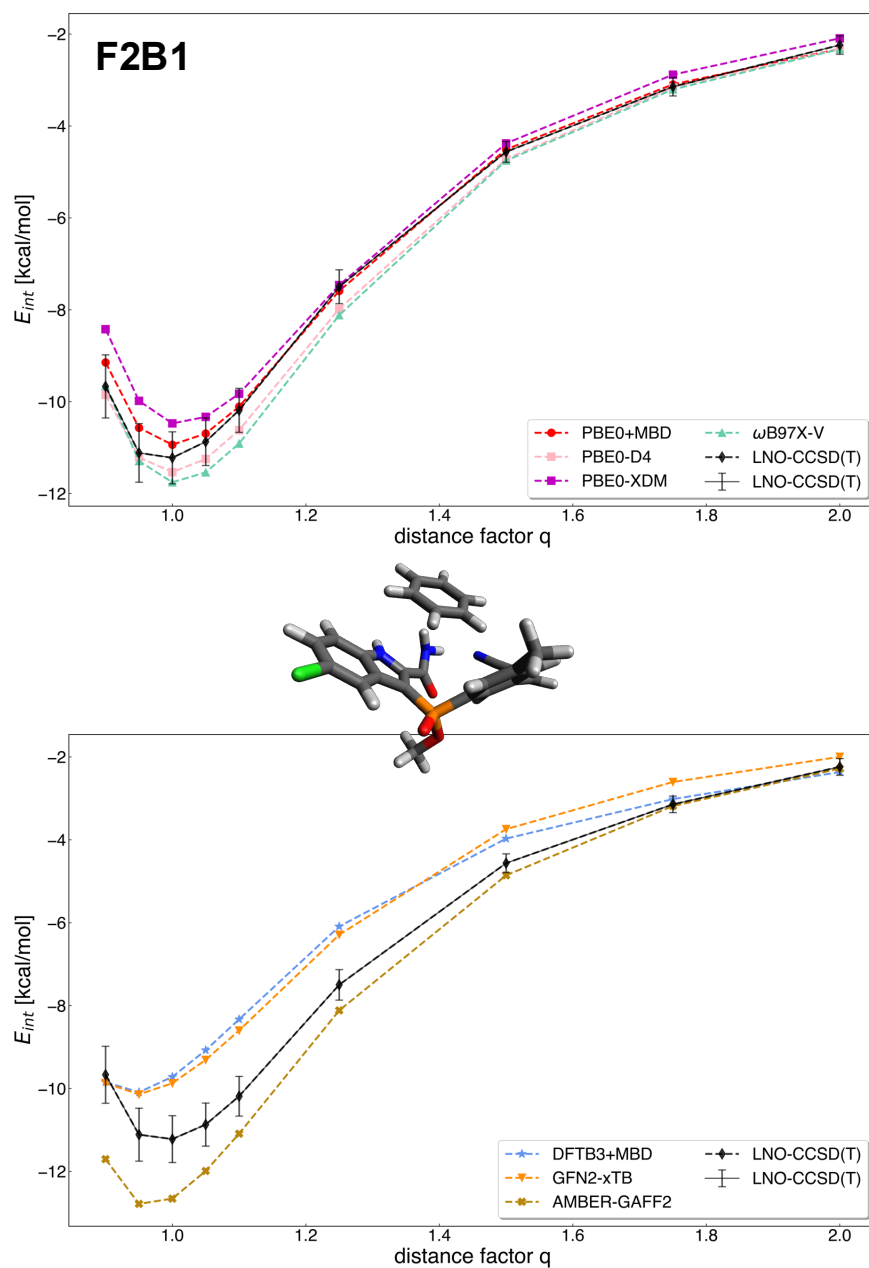 F2B1
−2
−4
−6
−8
−10
−12
E_int [kcal/mol]
PBE0+MBD
PBE0-D4
PBE0-XDM
ωB97X-V
LNO-CCSD(T)
LNO-CCSD(T)
1.0 1.2 1.4 1.6 1.8 2.0
distance factor q
−2
−4
−6
−8
−10
−12
E_int [kcal/mol]
DFTB3+MBD
GFN2-xTB
AMBER-GAFF2
LNO-CCSD(T)
LNO-CCSD(T)
1.0 1.2 1.4 1.6 1.8 2.0
distance factor q